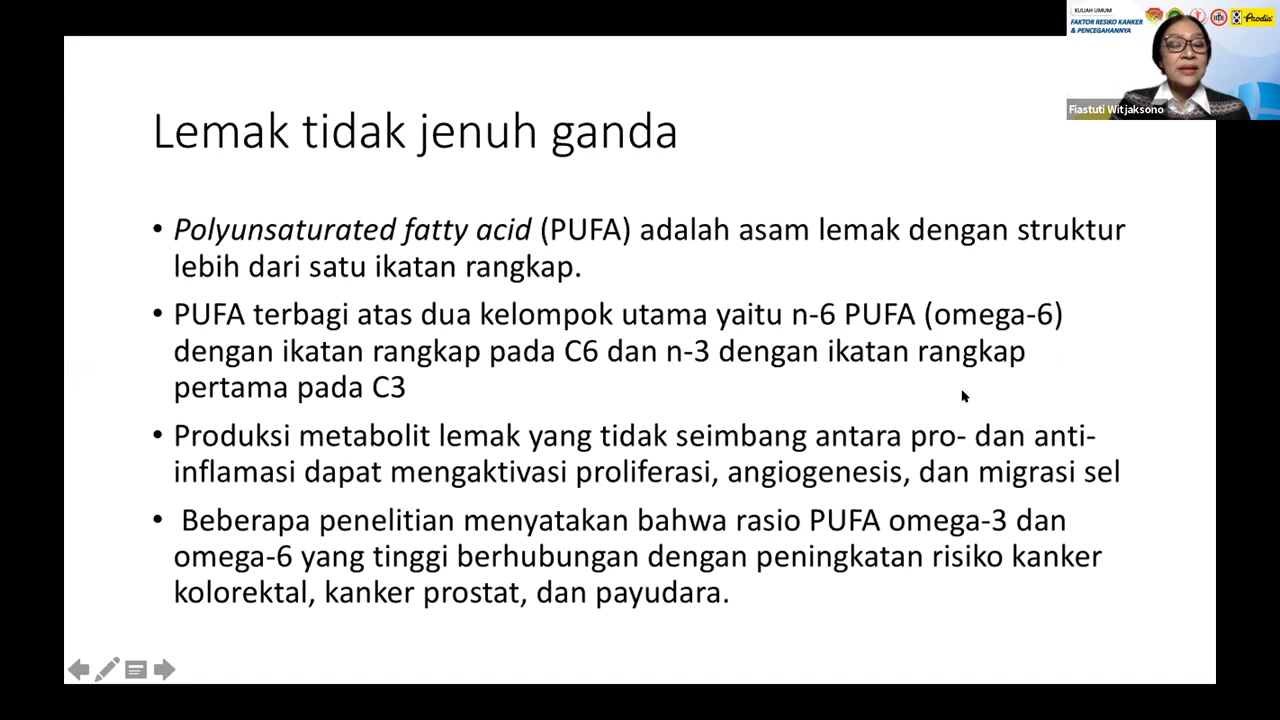 KULIAH UMUM
FAKTOR RESIKO KANKER
& PENCEGAHANNYA
Prodia
Fiastuti Witjaksono
Lemak tidak jenuh ganda
• Polyunsaturated fatty acid (PUFA) adalah asam lemak dengan struktur
lebih dari satu ikatan rangkap.
• PUFA terbagi atas dua kelompok utama yaitu n-6 PUFA (omega-6)
dengan ikatan rangkap pada C6 dan n-3 dengan ikatan rangkap
pertama pada C3
• Produksi metabolit lemak yang tidak seimbang antara pro- dan anti-
inflamasi dapat mengaktivasi proliferasi, angiogenesis, dan migrasi sel
• Beberapa penelitian menyatakan bahwa rasio PUFA omega-3 dan
omega-6 yang tinggi berhubungan dengan peningkatan risiko kanker
kolorektal, kanker prostat, dan payudara.